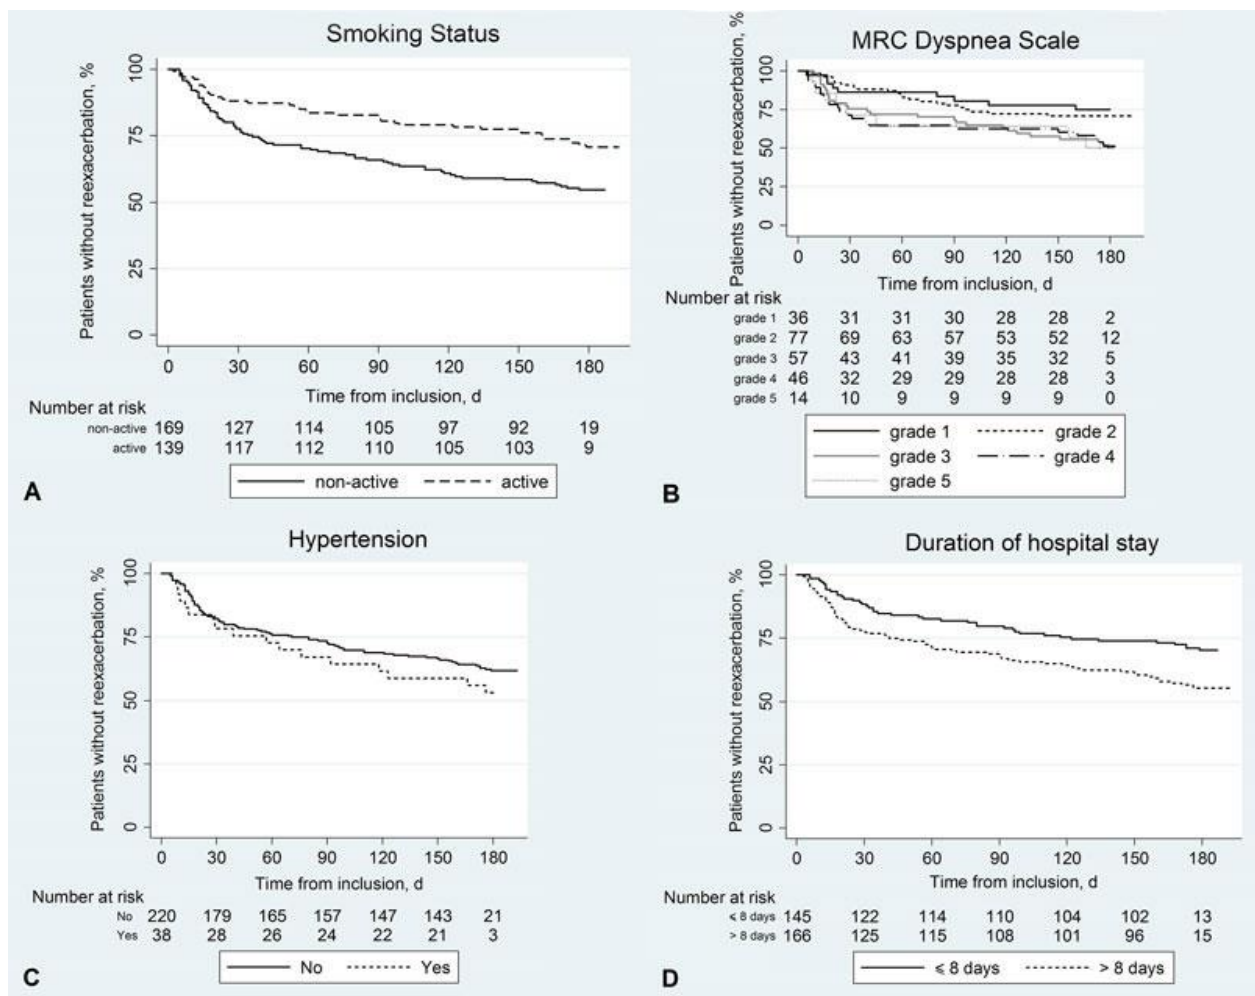 Smoking Status
Patients without reexacerbation, %
100
75
50
25
0
0 30 60 90 120 150 180
Time from inclusion, d
Number at risk
non-active 169 127 114 105 97 92 19
active 139 117 112 110 105 103 9
non-active active
A
MRC Dyspnea Scale
Patients without reexacerbation, %
100
75
50
25
0
0 30 60 90 120 150 180
Time from inclusion, d
Number at risk
grade 1 36 31 31 30 28 28 2
grade 2 77 69 63 57 53 52 12
grade 3 57 43 41 39 35 32 5
grade 4 46 32 29 29 28 28 3
grade 5 14 10 9 9 9 9 0
grade 1 grade 2
grade 3 grade 4
grade 5
B
Hypertension
Patients without reexacerbation, %
100
75
50
25
0
0 30 60 90 120 150 180
Time from inclusion, d
Number at risk
No 220 179 165 157 147 143 21
Yes 38 28 26 24 22 21 3
No Yes
C
Duration of hospital stay
Patients without reexacerbation, %
100
75
50
25
0
0 30 60 90 120 150 180
Time from inclusion, d
Number at risk
⩽ 8 days 145 122 114 110 104 102 13
> 8 days 166 125 115 108 101 96 15
⩽ 8 days > 8 days
D